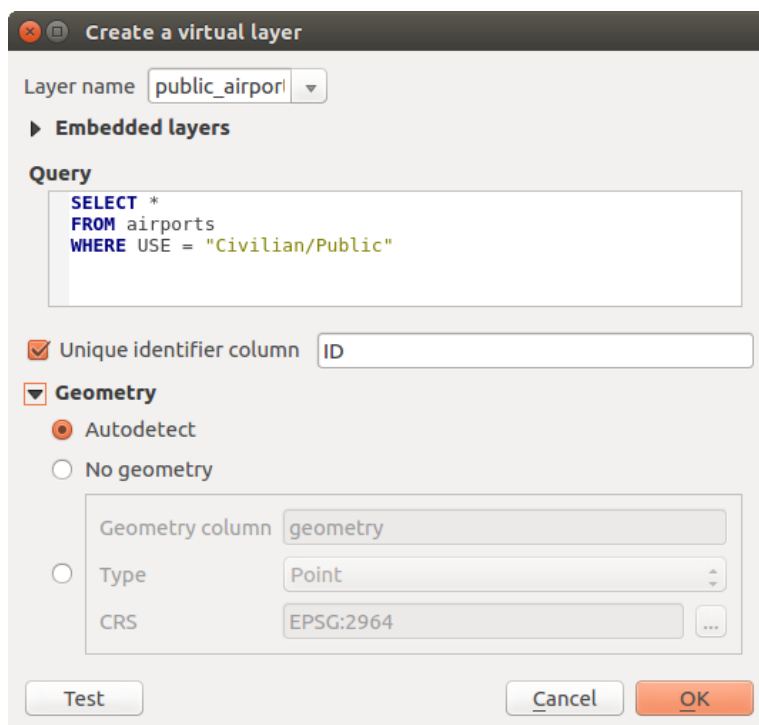 Create a virtual layer
Layer name public_airport
Embedded layers
Query
SELECT *
FROM airports
WHERE USE = "Civilian/Public"
Unique identifier column ID
Geometry
Autodetect
No geometry
Geometry column geometry
Type Point
CRS EPSG:2964 ...
Test Cancel OK